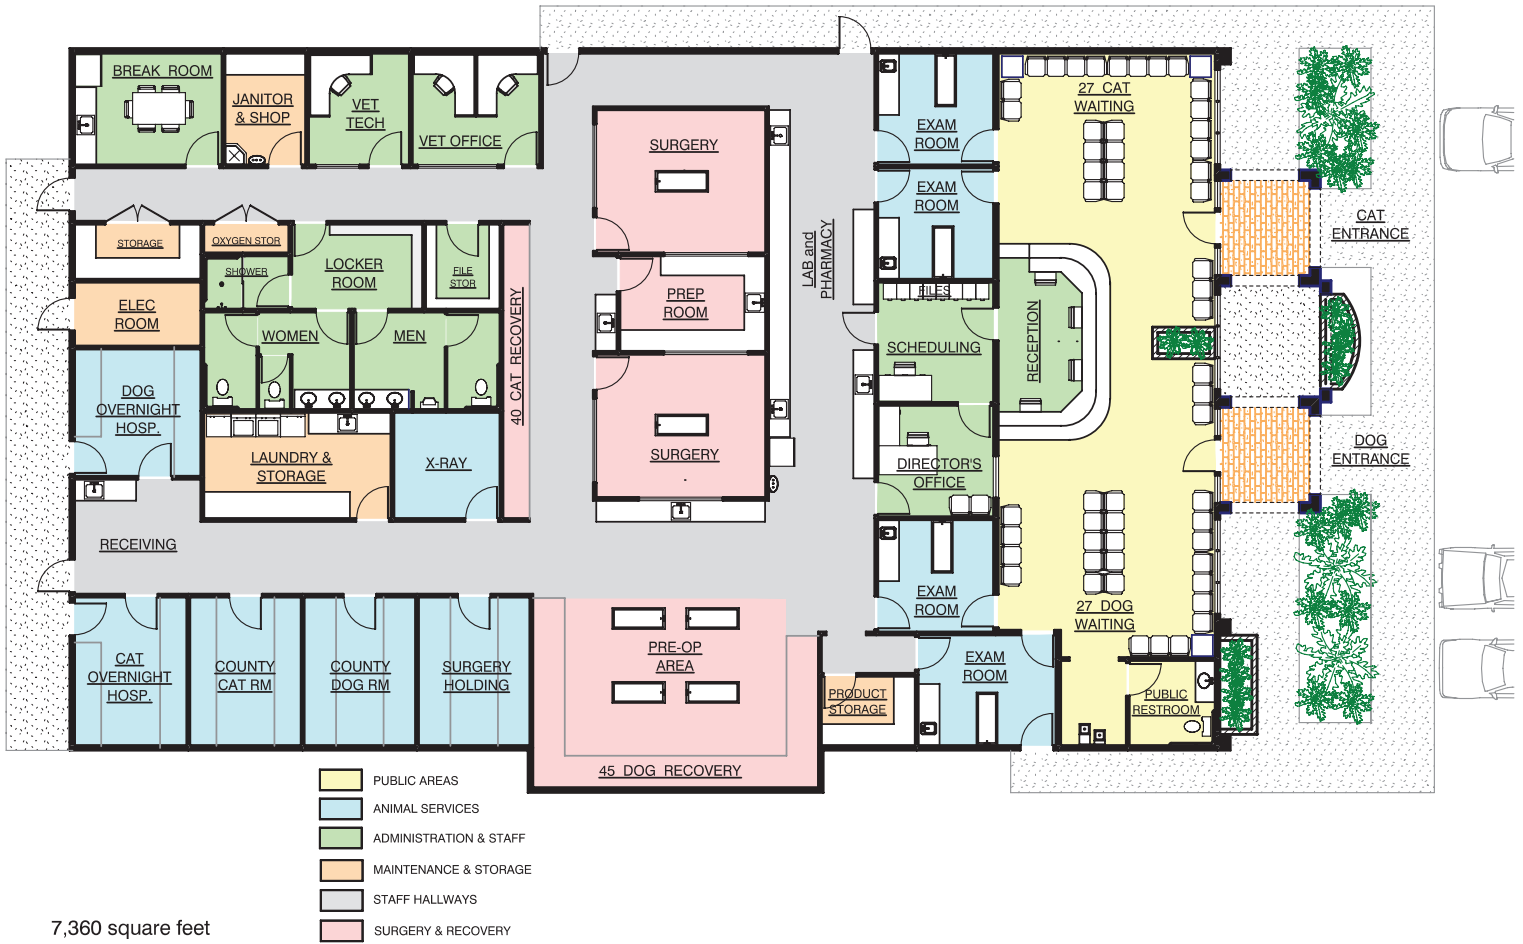 BREAK ROOM
JANITOR
& SHOP
VET
TECH
VET OFFICE
SURGERY
EXAM
ROOM
27 CAT
WAITING
EXAM
ROOM
CAT
ENTRANCE
STORAGE
OXYGEN STOR
SHOWER
LOCKER
ROOM
FILE
STOR
LAB and
PHARMACY
FILES
PREP
ROOM
ELEC
ROOM
WOMEN
MEN
40 CAT RECOVERY
SCHEDULING
RECEPTION
DOG
OVERNIGHT
HOSP.
LAUNDRY &
STORAGE
X-RAY
SURGERY
DIRECTOR'S
OFFICE
DOG
ENTRANCE
RECEIVING
EXAM
ROOM
27 DOG
WAITING
CAT
OVERNIGHT
HOSP.
COUNTY
CAT RM
COUNTY
DOG RM
SURGERY
HOLDING
PRE-OP
AREA
EXAM
ROOM
PRODUCT
STORAGE
PUBLIC
RESTROOM
45 DOG RECOVERY
PUBLIC AREAS
ANIMAL SERVICES
ADMINISTRATION & STAFF
MAINTENANCE & STORAGE
STAFF HALLWAYS
SURGERY & RECOVERY
7,360 square feet